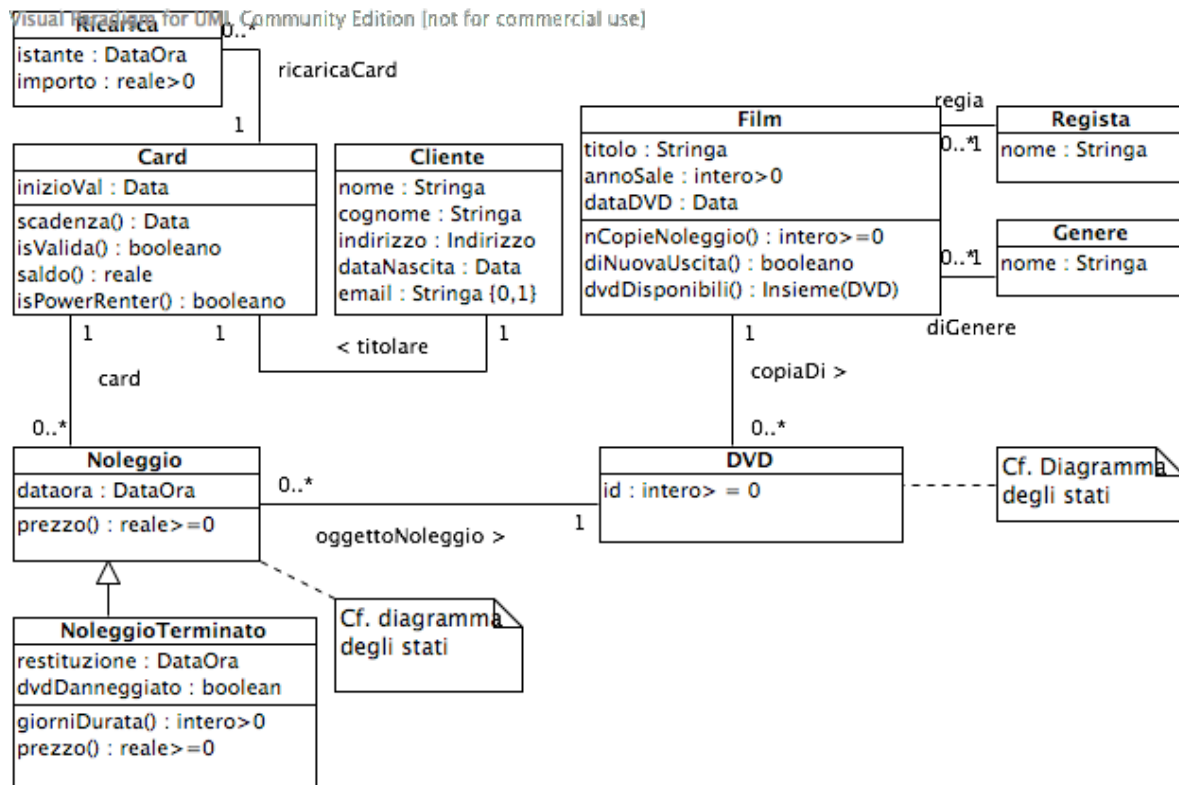 Visual Paradigm for UML Community Edition [not for commercial use]
Ricarica
istante : DataOra
importo : reale>0
0..*
ricaricaCard
1
Card
inizioVal : Data
scadenza() : Data
isValida() : booleano
saldo() : reale
isPowerRenter() : booleano
Cliente
nome : Stringa
cognome : Stringa
indirizzo : Indirizzo
dataNascita : Data
email : Stringa {0,1}
Film
titolo : Stringa
annoSale : intero>0
dataDVD : Data
nCopieNoleggio() : intero>=0
diNuovaUscita() : booleano
dvdDisponibili() : Insieme(DVD)
regia
0..*
1
Regista
nome : Stringa
Genere
nome : Stringa
0..*
1
diGenere
1
1
< titolare
1
1
card
copiaDi >
0..*
0..*
Noleggio
dataora : DataOra
prezzo() : reale>=0
0..*
1
oggettoNoleggio >
DVD
id : intero> = 0
Cf. Diagramma
degli stati
Cf. diagramma
degli stati
NoleggioTerminato
restituzione : DataOra
dvdDanneggiato : boolean
giorniDurata() : intero>0
prezzo() : reale>=0